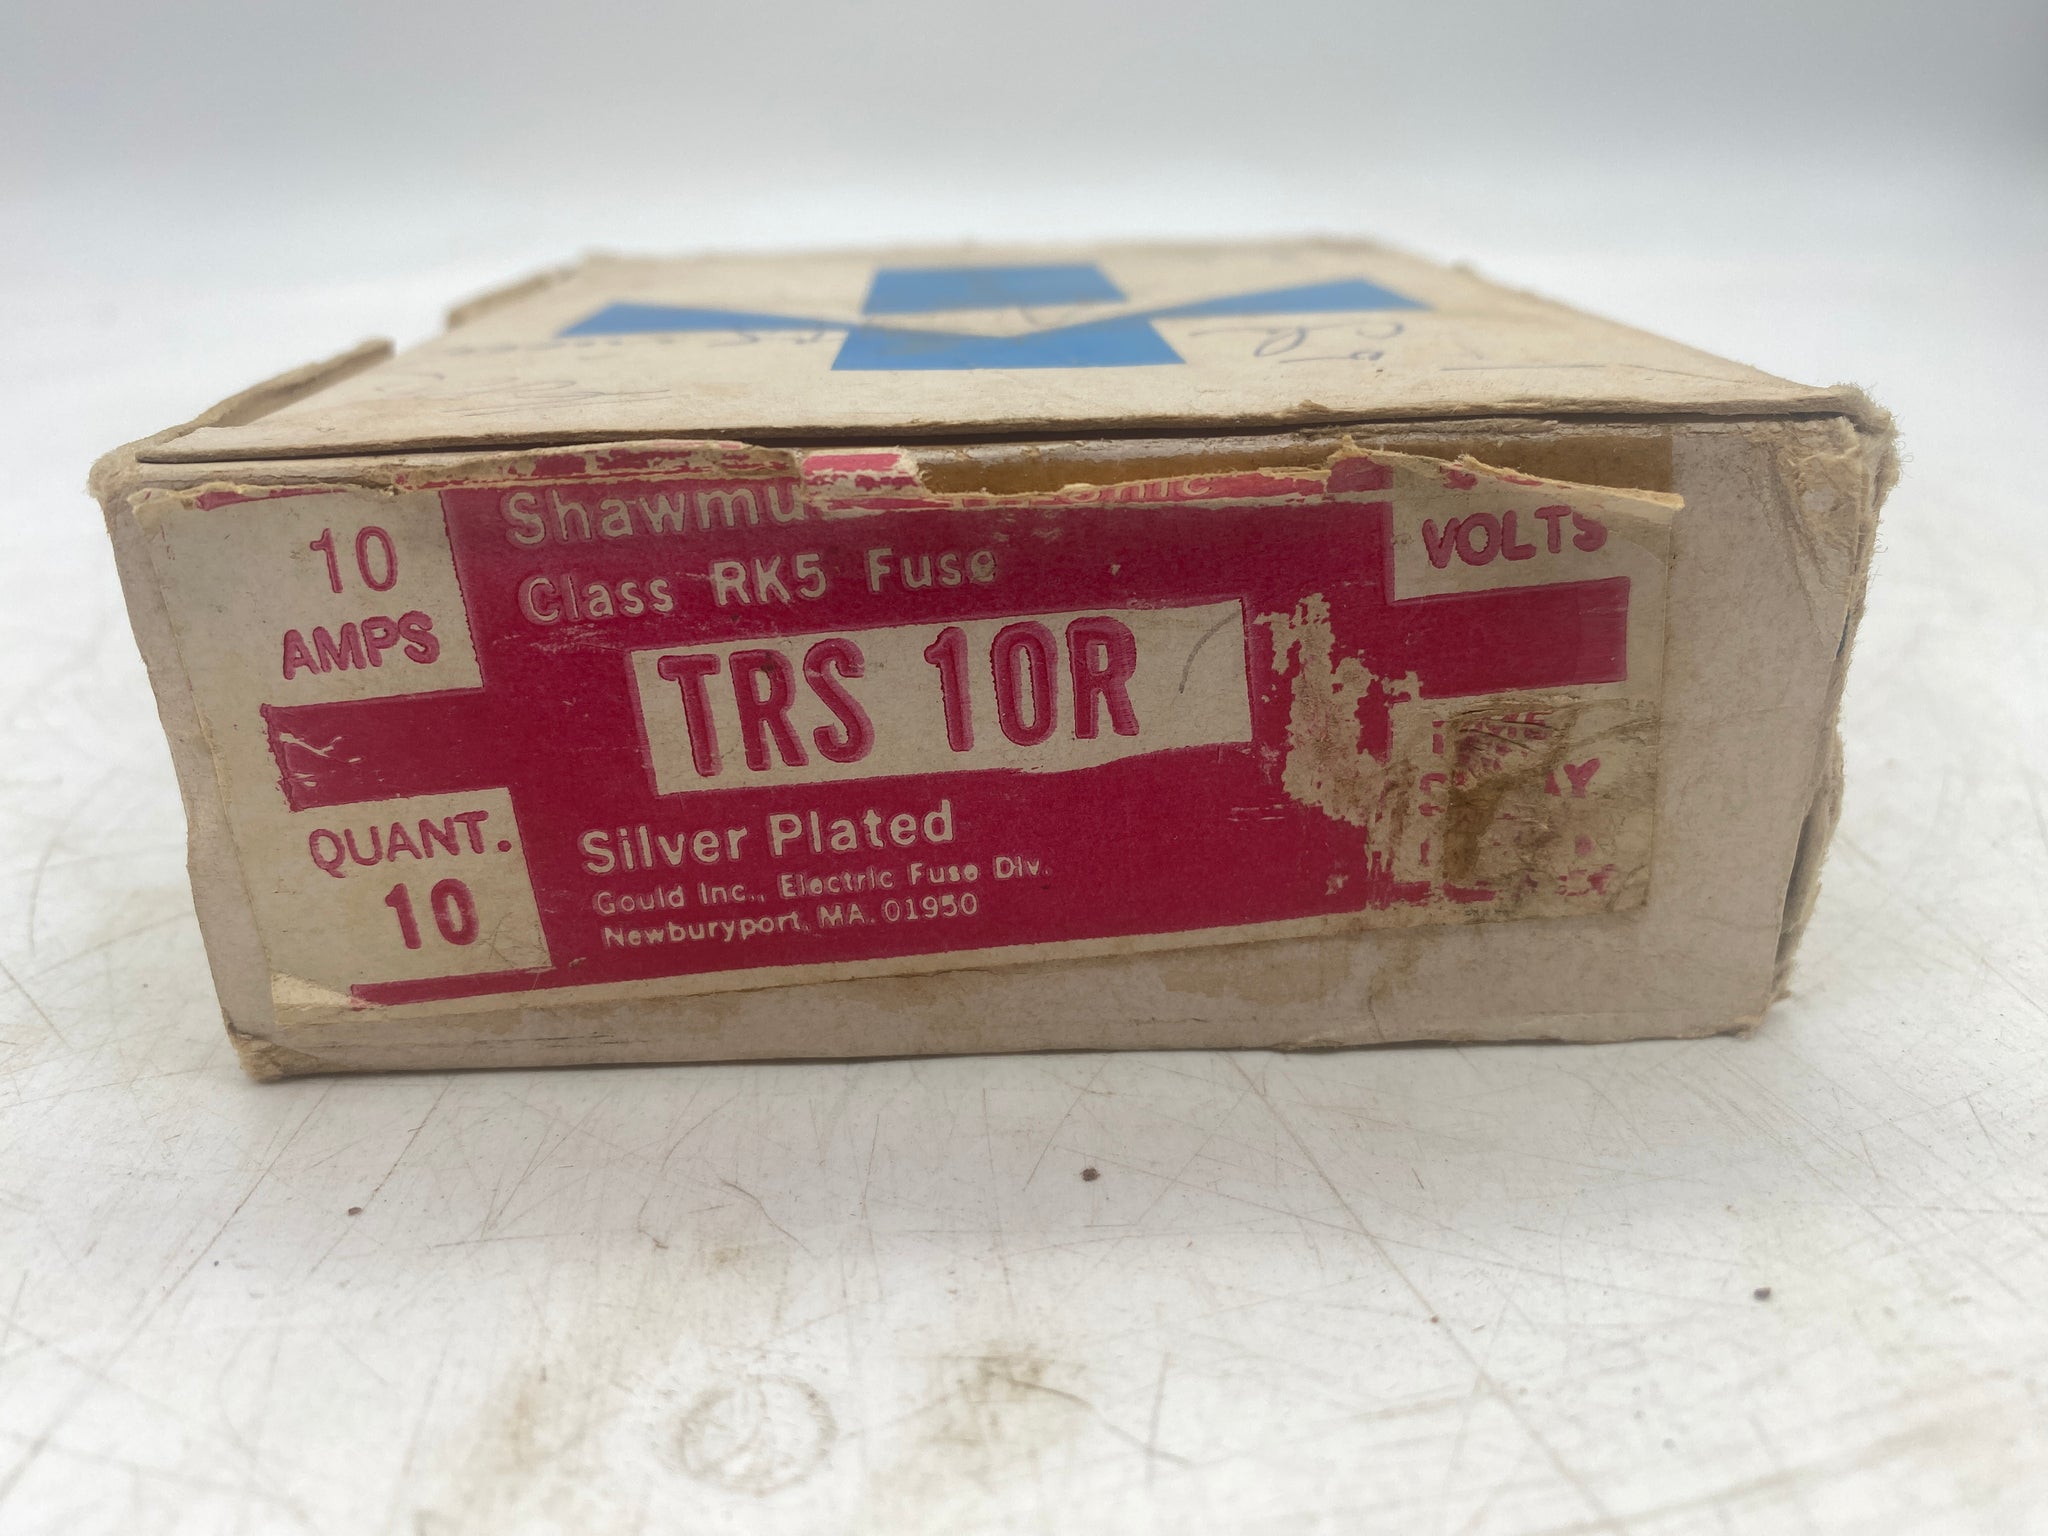 10
AMPS
Shawmu
onic
Class RK5 Fuse
VOLTS
TRS 10R
QUANT.
10
Silver Plated
Gould Inc., Electric Fuse Div.
Newburyport, MA. 01950